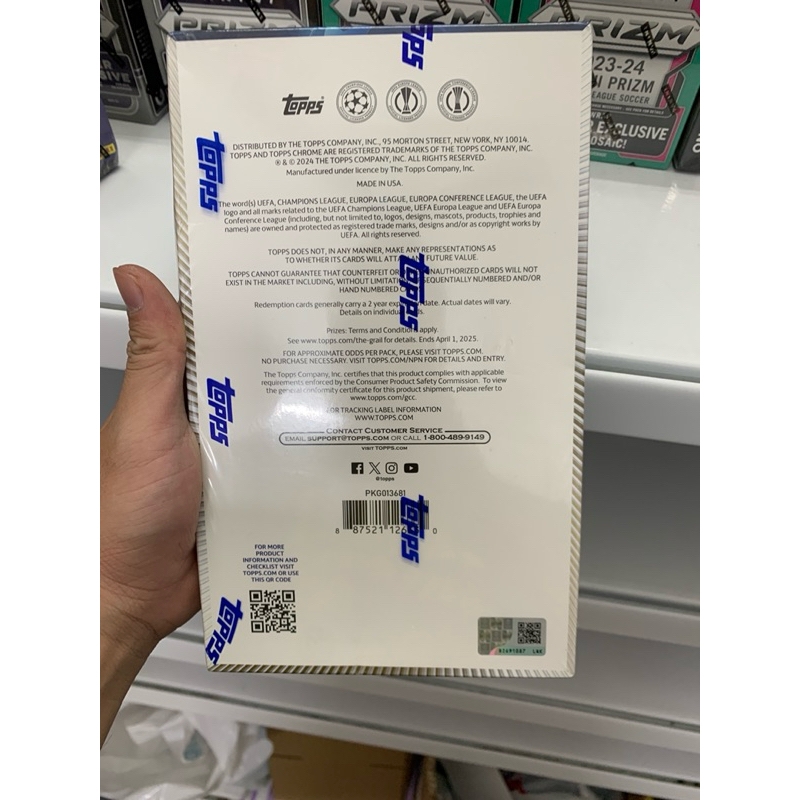 PRIZM
PRIZM
23-24
PRIZM
LEAGUE SOCCER
EXCLUSIVE
topps
topps
DISTRIBUTED BY THE TOPPS COMPANY, INC., 95 MORTON STREET, NEW YORK, NY 10014.
TOPPS AND TOPPS CHROME ARE REGISTERED TRADEMARKS OF THE TOPPS COMPANY, INC.
® & © 2024 THE TOPPS COMPANY, INC. ALL RIGHTS RESERVED.
Manufactured under licence by The Topps Company, Inc.
MADE IN USA.
topps
The word(s) UEFA, CHAMPIONS LEAGUE, EUROPA LEAGUE, EUROPA CONFERENCE LEAGUE, the UEFA
logo and all marks related to the UEFA Champions League, UEFA Europa League and UEFA Europa
Conference League (including, but not limited to, logos, designs, mascots, products, trophies and
names) are owned and protected as registered trade marks, designs and/or as copyright works by
UEFA. All rights reserved.
TOPPS DOES NOT, IN ANY MANNER, MAKE ANY REPRESENTATIONS AS
TO WHETHER ITS CARDS WILL FUTURE VALUE.
TOPPS CANNOT GUARANTEE THAT COUNTERFEIT OR UNAUTHORIZED CARDS WILL NOT
EXIST IN THE MARKET INCLUDING, WITHOUT SEQUENTIALLY NUMBERED AND/OR
HAND NUMBERED
topps
Redemption cards generally carry a 2 year date. Actual dates will vary.
Details on
Prizes: Terms and Conditions apply.
See www.topps.com/the-grail for details. Ends April 1, 2025.
FOR APPROXIMATE ODDS PER PACK, PLEASE VISIT TOPPS.COM.
NO PURCHASE NECESSARY. VISIT TOPPS.COM/NPN FOR DETAILS AND ENTRY.
The Topps Company, Inc. certifies that this product complies with applicable
requirements enforced by the Consumer Product Safety Commission. To view
the general conformity certificate for this product shipment, please refer to
www.topps.com/gcc.
topps
FOR TRACKING LABEL INFORMATION
WWW.TOPPS.COM
CONTACT CUSTOMER SERVICE
EMAIL SUPPORT@TOPPS.COM OR CALL 1-800-489-9149
VISIT TOPPS.COM
@topps
PKG013681
8 87521 0
topps
FOR MORE
PRODUCT
INFORMATION AND
CHECKLIST VISIT
TOPPS.COM OR USE
THIS QR CODE
topps